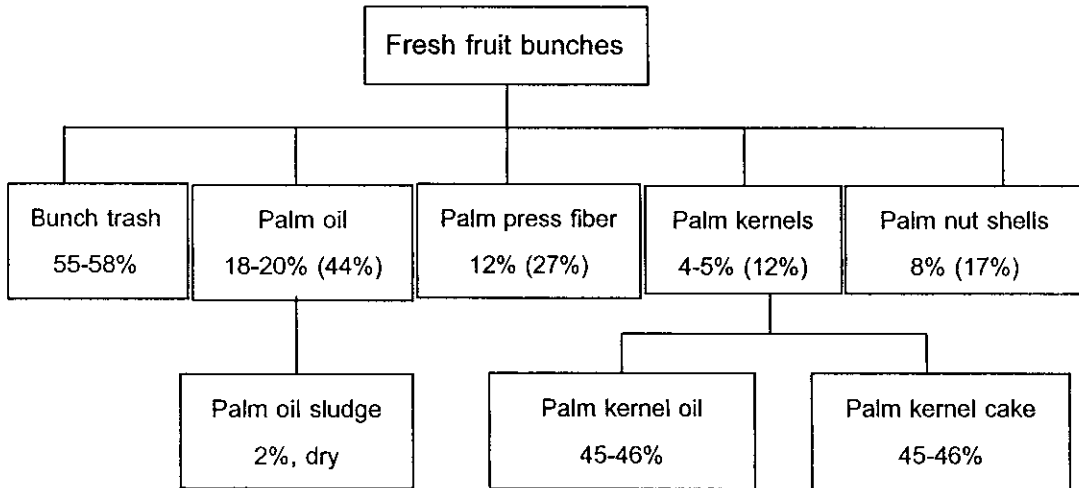 Fresh fruit bunches
Bunch trash
55-58%
Palm oil
18-20% (44%)
Palm press fiber
12% (27%)
Palm kernels
4-5% (12%)
Palm nut shells
8% (17%)
Palm oil sludge
2%, dry
Palm kernel oil
45-46%
Palm kernel cake
45-46%